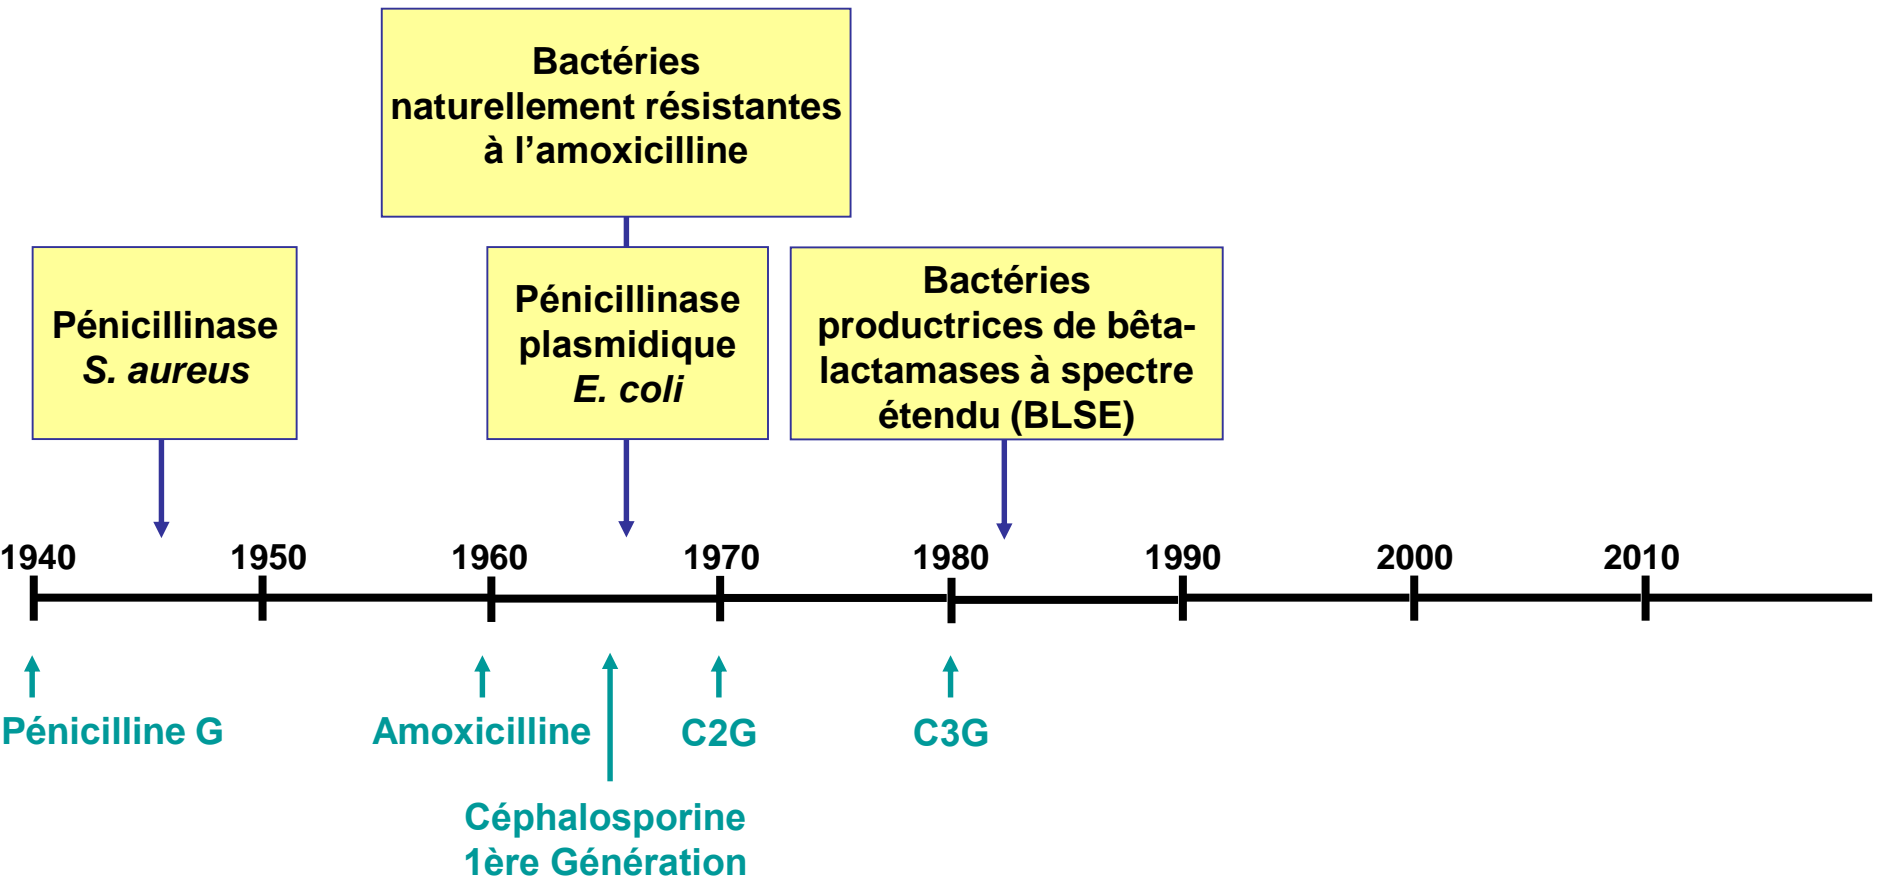 Bactéries
naturellement résistantes
à l’amoxicilline
Pénicillinase
S. aureus
Pénicillinase
plasmidique
E. coli
Bactéries
productrices de bêta-
lactamases à spectre
étendu (BLSE)
1940 1950 1960 1970 1980 1990 2000 2010
Pénicilline G Amoxicilline C2G C3G
Céphalosporine
1ère Génération